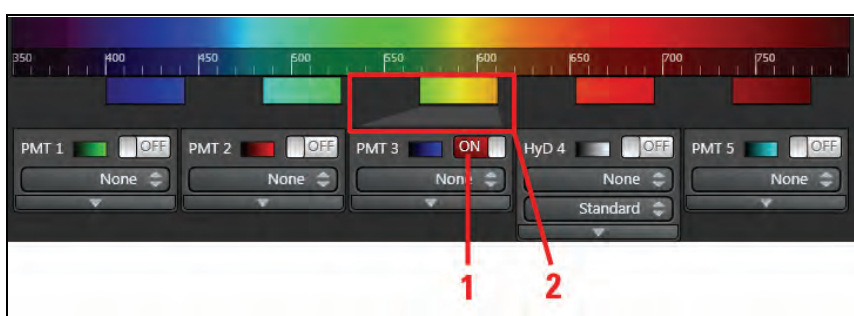 350 400 450 500 550 600 650 700 750
PMT 1 OFF PMT 2 OFF PMT 3 ON HyD 4 OFF PMT 5 OFF
None None None None None
Standard
1 2